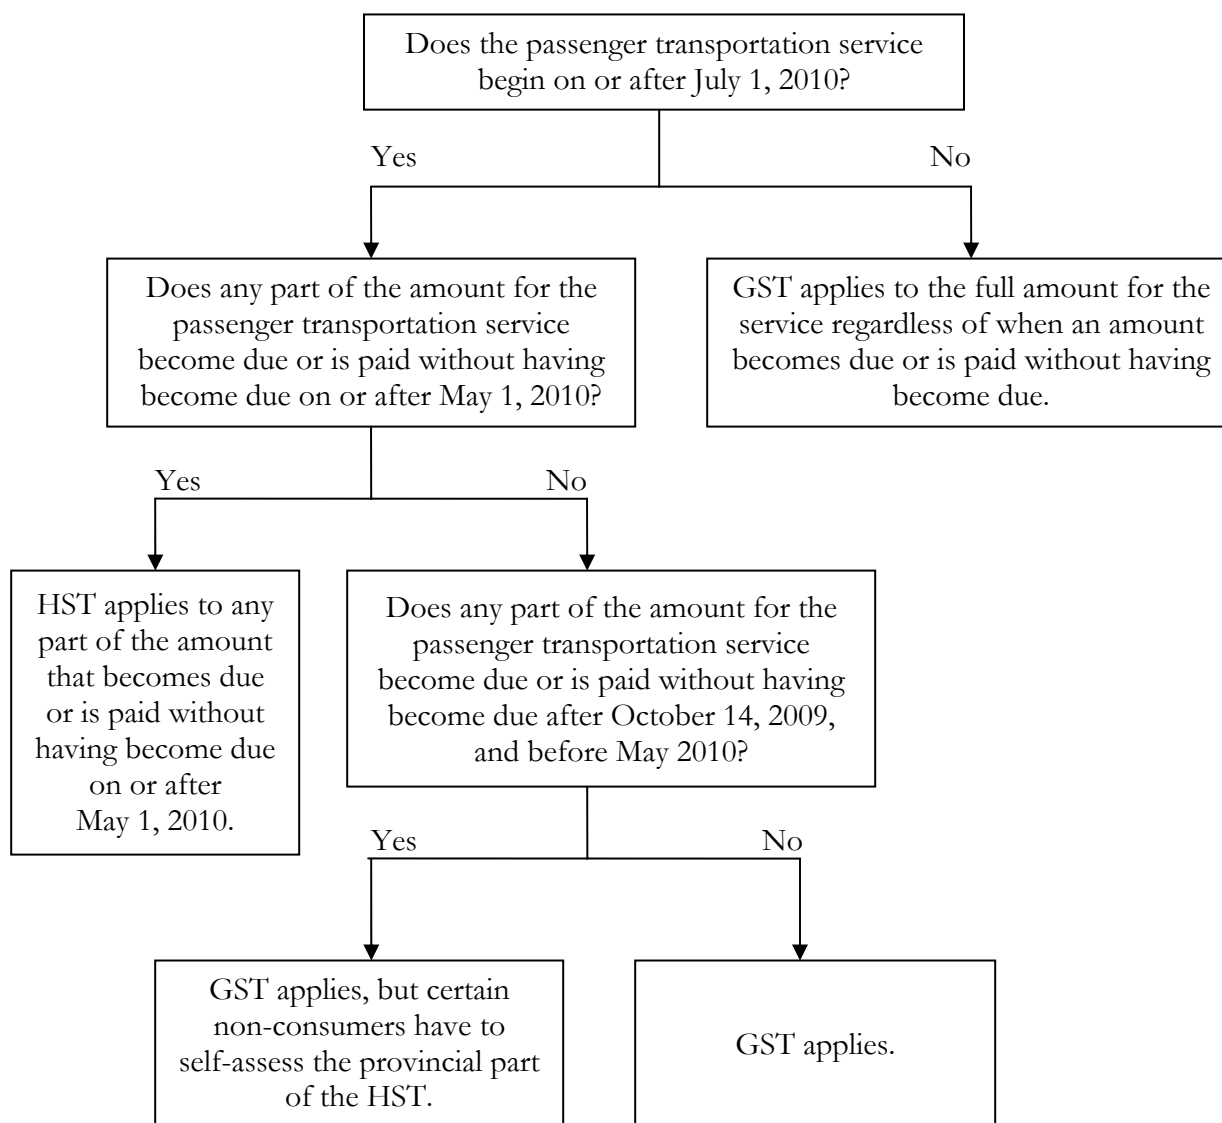 Does the passenger transportation service
begin on or after July 1, 2010?
Yes
No
Does any part of the amount for the
passenger transportation service
become due or is paid without having
become due on or after May 1, 2010?
GST applies to the full amount for the
service regardless of when an amount
becomes due or is paid without having
become due.
Yes
No
HST applies to any
part of the amount
that becomes due
or is paid without
having become due
on or after
May 1, 2010.
Does any part of the amount for the
passenger transportation service
become due or is paid without having
become due after October 14, 2009,
and before May 2010?
Yes
No
GST applies, but certain
non-consumers have to
self-assess the provincial part
of the HST.
GST applies.